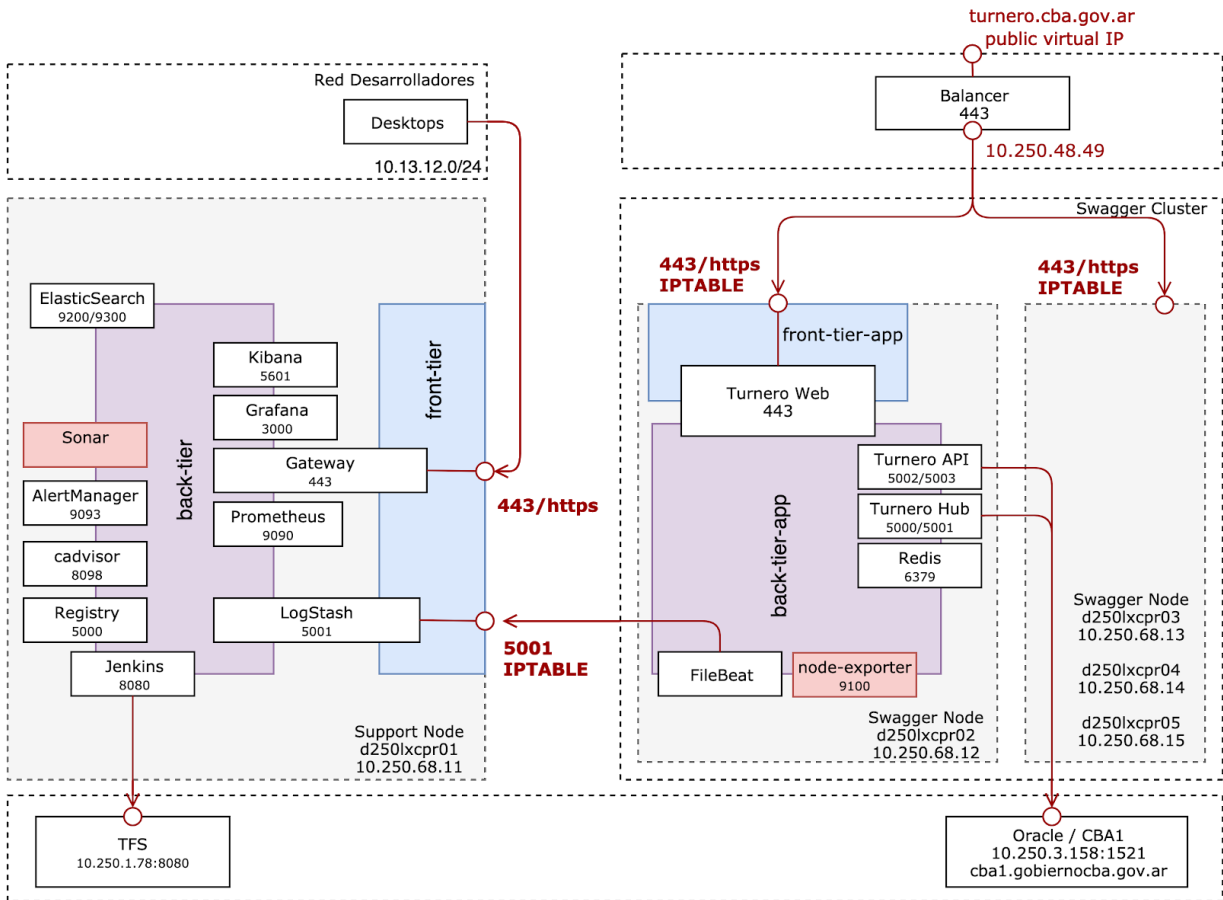 turnero.cba.gov.ar
public virtual IP
Red Desarrolladores
Desktops
10.13.12.0/24
Balancer
443
10.250.48.49
Swagger Cluster
443/https
IPTABLE
443/https
IPTABLE
ElasticSearch
9200/9300
Kibana
5601
Grafana
3000
Sonar
Gateway
443
AlertManager
9093
Prometheus
9090
cadvisor
8098
Registry
5000
LogStash
5001
Jenkins
8080
back-tier
front-tier
443/https
5001
IPTABLE
Support Node
d250lxcpr01
10.250.68.11
front-tier-app
Turnero Web
443
back-tier-app
Turnero API
5002/5003
Turnero Hub
5000/5001
Redis
6379
FileBeat
node-exporter
9100
Swagger Node
d250lxcpr02
10.250.68.12
Swagger Node
d250lxcpr03
10.250.68.13
d250lxcpr04
10.250.68.14
d250lxcpr05
10.250.68.15
TFS
10.250.1.78:8080
Oracle / CBA1
10.250.3.158:1521
cba1.gobiernocba.gov.ar